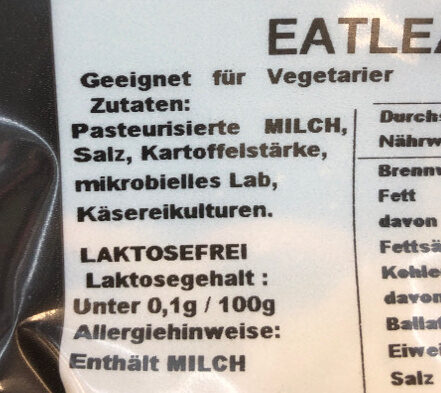 EATLEA
Geeignet für Vegetarier
Zutaten:
Pasteurisierte MILCH,
Salz, Kartoffelstärke,
mikrobielles Lab,
Käsereikulturen.
LAKTOSEFREI
Laktosegehalt :
Unter 0,1g / 100g
Allergiehinweise:
Enthält MILCH
Durchs
Nährw
Brennw
Fett
davon
Fettsä
Kohle
davon
Ballat
Eiwei
Salz